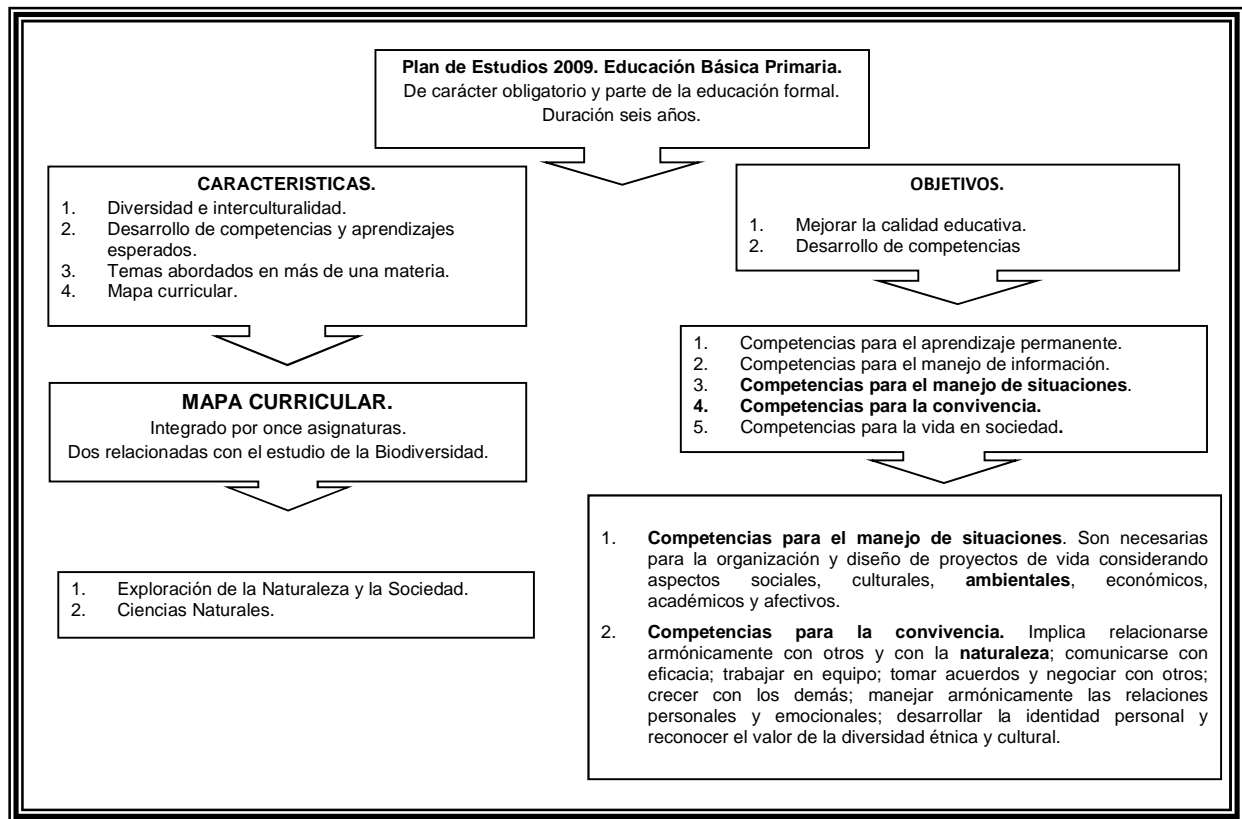 Plan de Estudios 2009. Educación Básica Primaria.
De carácter obligatorio y parte de la educación formal.
Duración seis años.
CARACTERISTICAS.
1. Diversidad e interculturalidad.
2. Desarrollo de competencias y aprendizajes
esperados.
3. Temas abordados en más de una materia.
4. Mapa curricular.
MAPA CURRICULAR.
Integrado por once asignaturas.
Dos relacionadas con el estudio de la Biodiversidad.
1. Exploración de la Naturaleza y la Sociedad.
2. Ciencias Naturales.
OBJETIVOS.
1. Mejorar la calidad educativa.
2. Desarrollo de competencias
1. Competencias para el aprendizaje permanente.
2. Competencias para el manejo de información.
3. Competencias para el manejo de situaciones.
4. Competencias para la convivencia.
5. Competencias para la vida en sociedad.
1. Competencias para el manejo de situaciones. Son necesarias
para la organización y diseño de proyectos de vida considerando
aspectos sociales, culturales, ambientales, económicos,
académicos y afectivos.
2. Competencias para la convivencia. Implica relacionarse
armónicamente con otros y con la naturaleza; comunicarse con
eficacia; trabajar en equipo; tomar acuerdos y negociar con otros;
crecer con los demás; manejar armónicamente las relaciones
personales y emocionales; desarrollar la identidad personal y
reconocer el valor de la diversidad étnica y cultural.